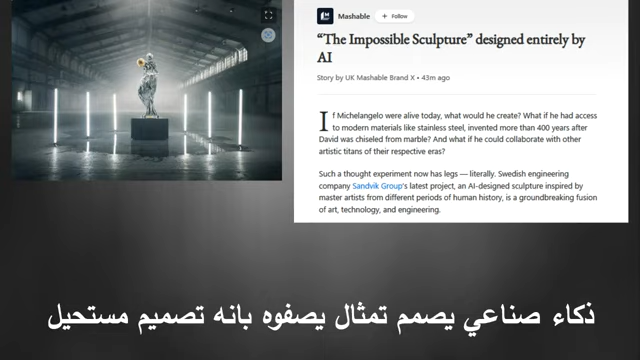 Mashable
+ Follow
“The Impossible Sculpture” designed entirely by
AI
Story by UK Mashable Brand X • 43m ago
If Michelangelo were alive today, what would he create? What if he had access
to modern materials like stainless steel, invented more than 400 years after
David was chiseled from marble? And what if he could collaborate with other
artistic titans of their respective eras?
Such a thought experiment now has legs — literally. Swedish engineering
company Sandvik Group's latest project, an AI-designed sculpture inspired by
master artists from different periods of human history, is a groundbreaking fusion
of art, technology, and engineering.
ذكاء صناعي يصمم تمثال يصفوه بانه تصميم مستحيل